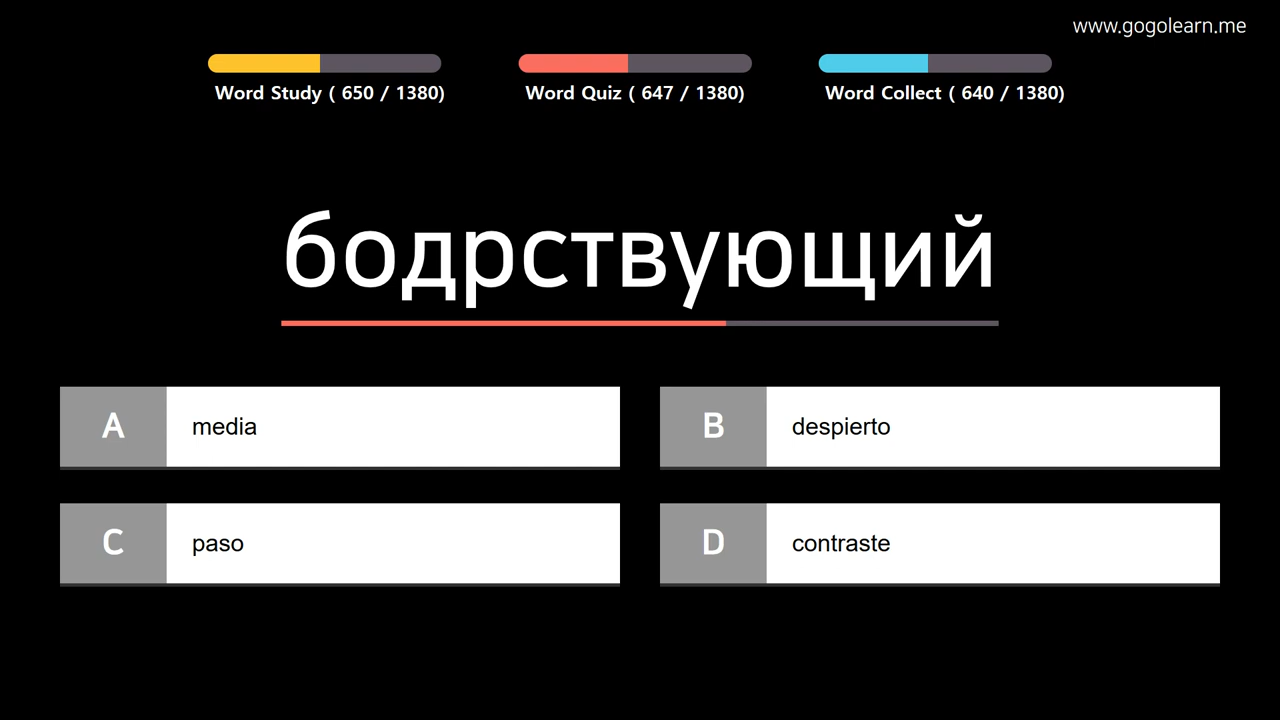 www.gogolearn.me
Word Study ( 650 / 1380)
Word Quiz ( 647 / 1380)
Word Collect ( 640 / 1380)
бодрствующий
A media
B despierto
C paso
D contraste